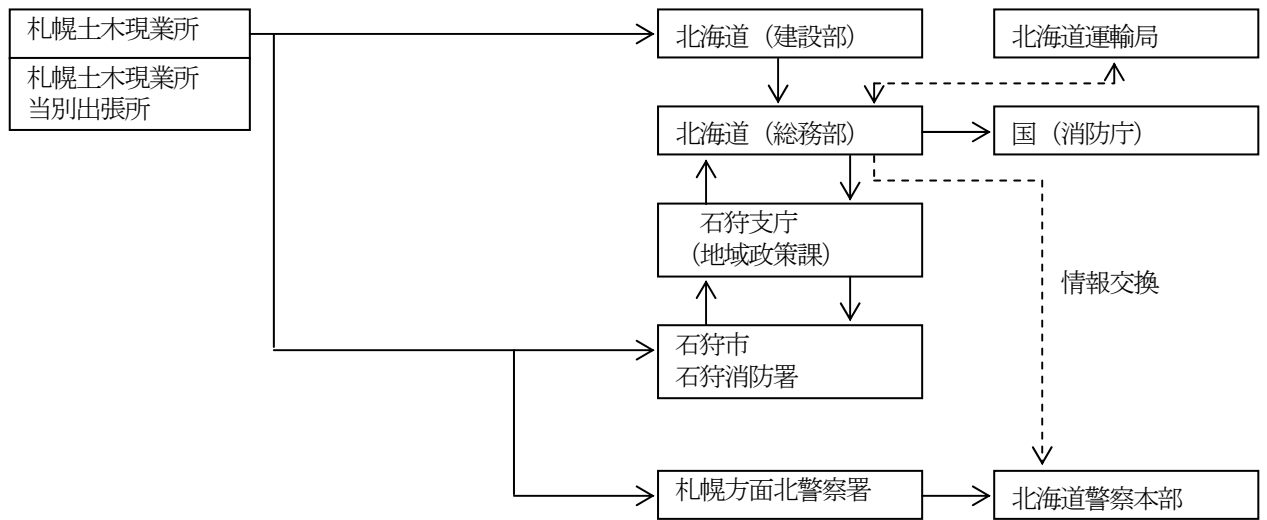 札幌土木現業所
札幌土木現業所
当別出張所
北海道（建設部）
北海道運輸局
北海道（総務部）
国（消防庁）
石狩支庁
（地域政策課）
情報交換
石狩市
石狩消防署
札幌方面北警察署
北海道警察本部